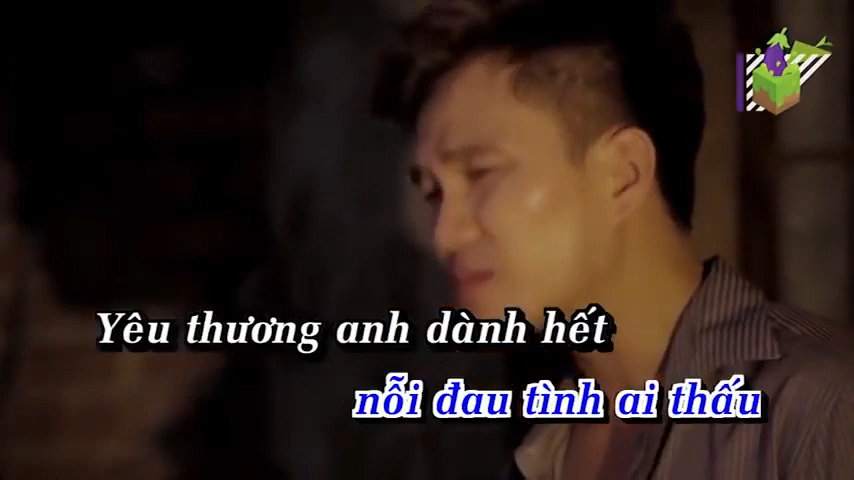 Yêu thương anh dành hết
nỗi đau tình ai thấu